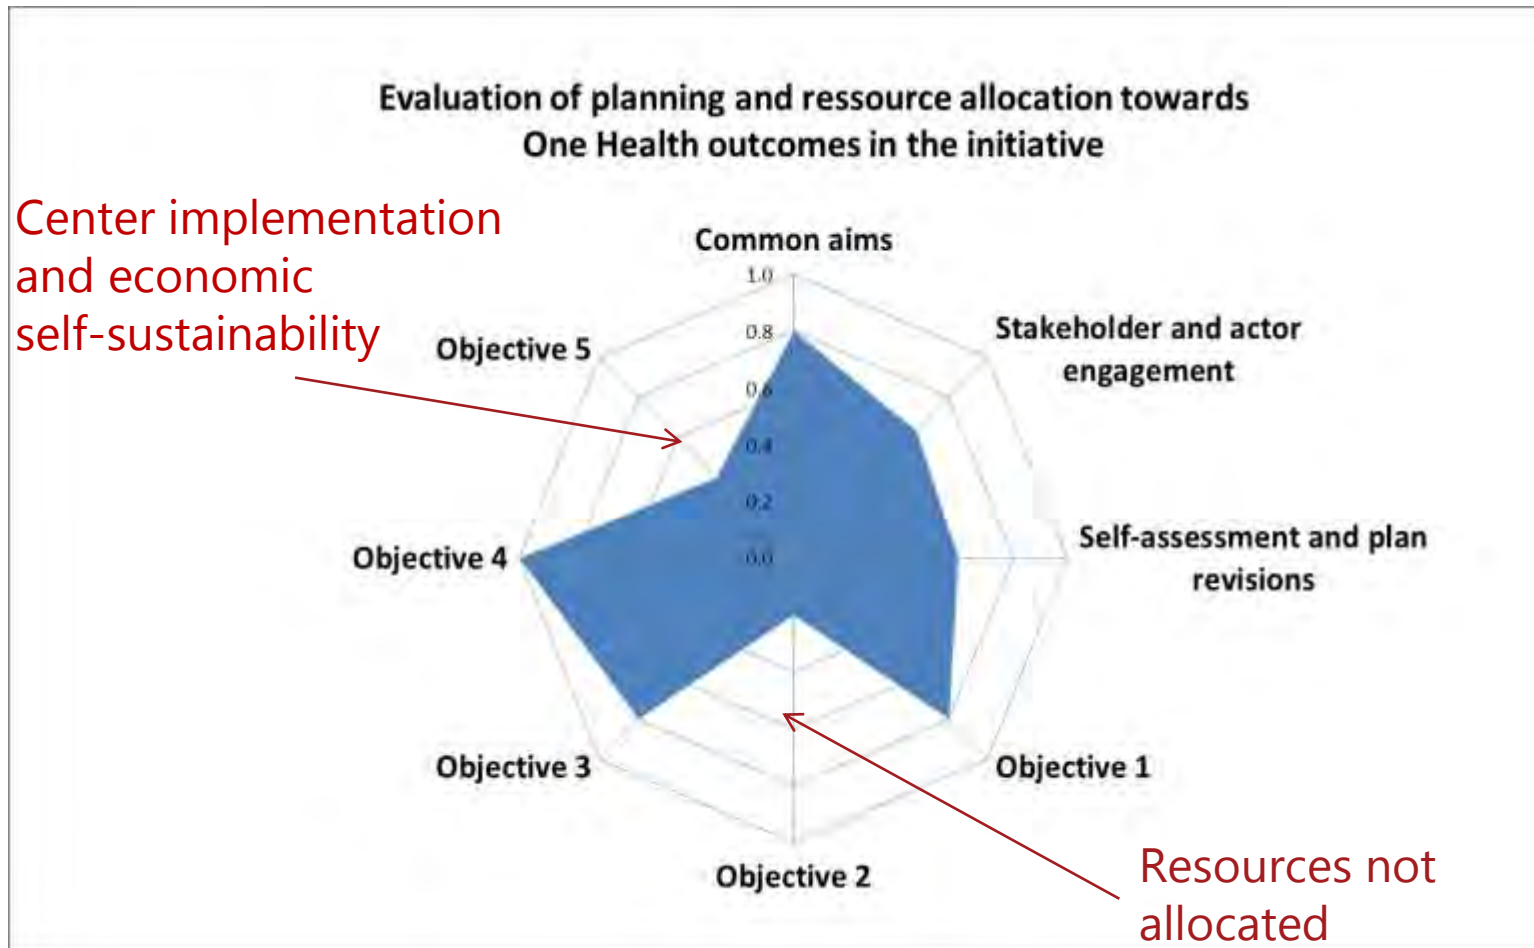 Evaluation of planning and ressource allocation towards
One Health outcomes in the initiative
Center implementation
and economic
self-sustainability
Common aims
1.0
Stakeholder and actor
engagement
0.8
Objective 5
0.6
0.4
0.2
Self-assessment and plan
revisions
Objective 4
0.0
Objective 3
Objective 1
Objective 2
Resources not
allocated